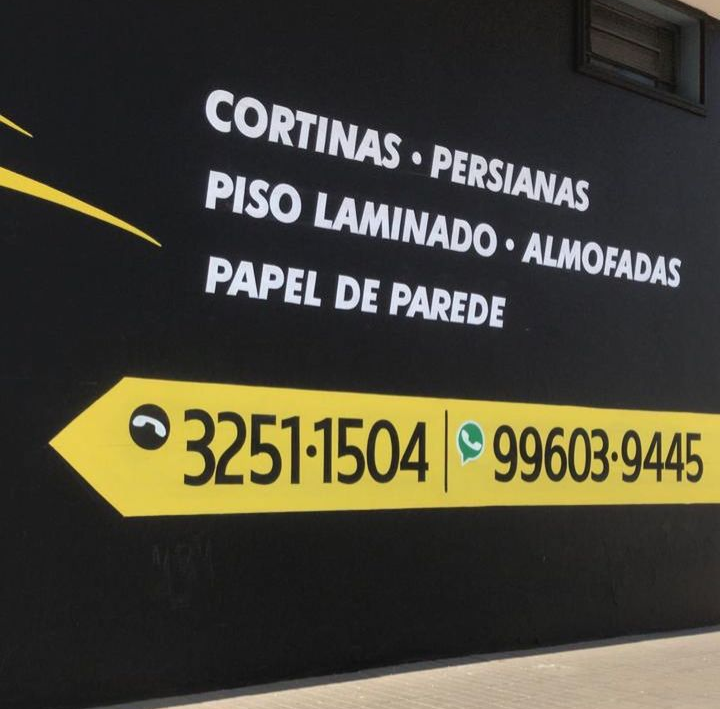 CORTINAS • PERSIANAS
PISO LAMINADO • ALMOFADAS
PAPEL DE PAREDE
3251·1504 | 99603·9445